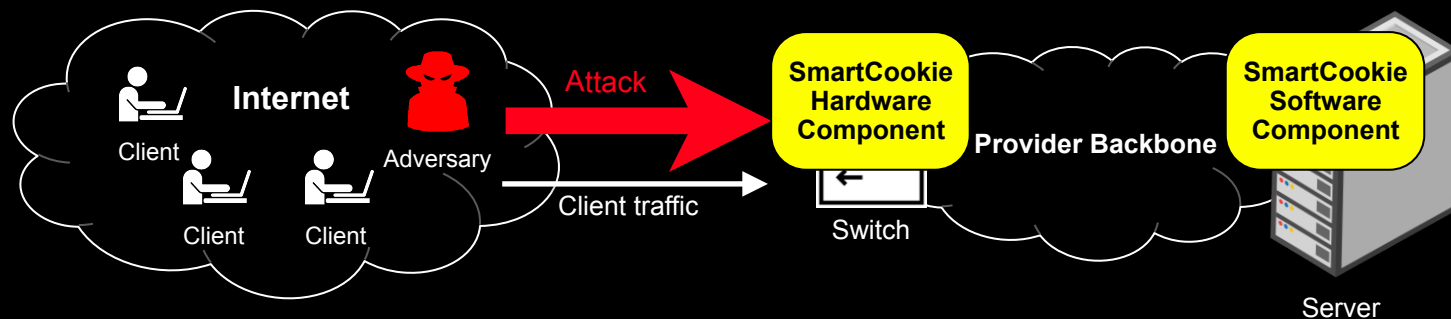 Internet
Client
Client
Client
Adversary
Attack
Client traffic
SmartCookie
Hardware
Component
Switch
Provider Backbone
SmartCookie
Software
Component
Server